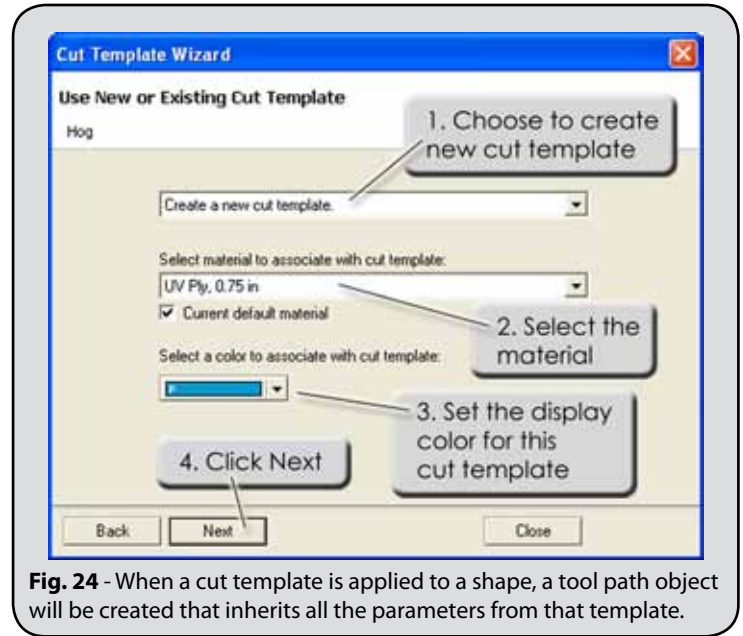 Cut Template Wizard
Use New or Existing Cut Template
Hog
1. Choose to create
new cut template
Create a new cut template.
Select material to associate with cut template:
UV Ply, 0.75 in
Current default material
2. Select the
material
Select a color to associate with cut template:
3. Set the display
color for this
cut template
4. Click Next
Back
Next
Close
Fig. 24 - When a cut template is applied to a shape, a tool path object
will be created that inherits all the parameters from that template.